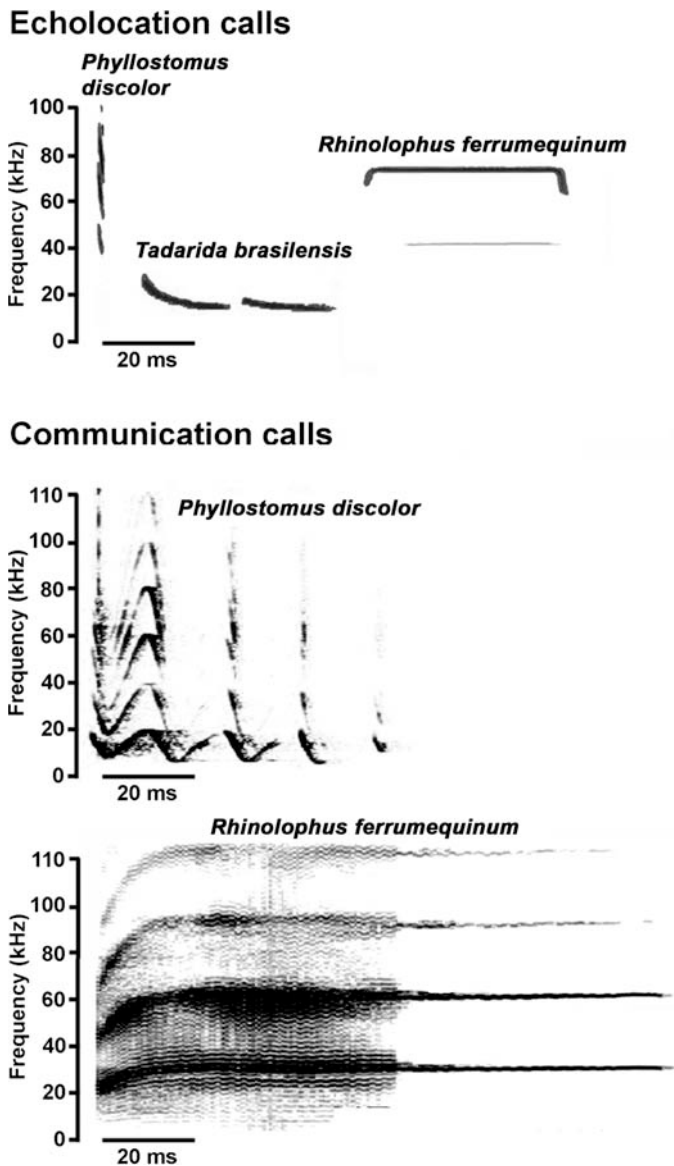 Echolocation calls
Phyllostomus
discolor
Rhinolophus ferrumequinum
Tadarida brasilensis
Frequency (kHz)
100
80
60
40
20
0
20 ms
Communication calls
Phyllostomus discolor
Frequency (kHz)
110
100
80
60
40
20
0
20 ms
Rhinolophus ferrumequinum
Frequency (kHz)
110
100
80
60
40
20
0
20 ms